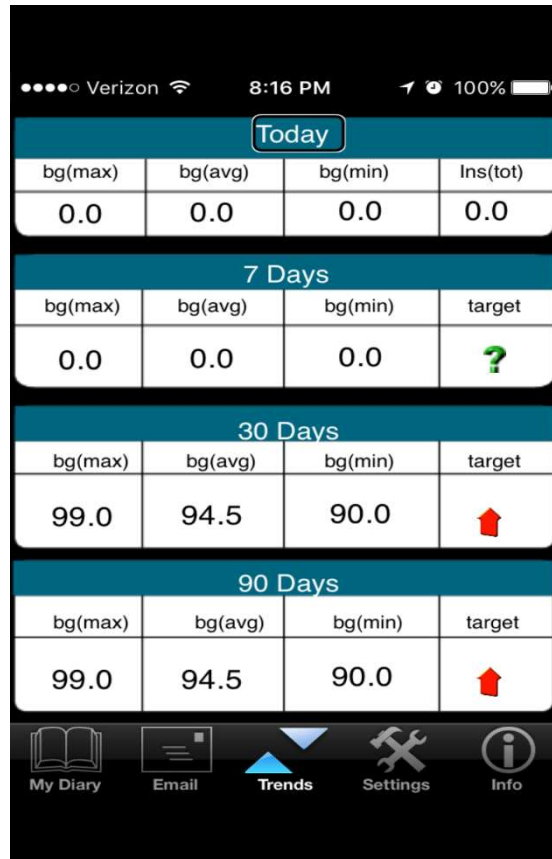 Verizon 8:16 PM 100%
Today
bg(max) bg(avg) bg(min) Ins(tot)
0.0 0.0 0.0 0.0
7 Days
bg(max) bg(avg) bg(min) target
0.0 0.0 0.0 ?
30 Days
bg(max) bg(avg) bg(min) target
99.0 94.5 90.0
90 Days
bg(max) bg(avg) bg(min) target
99.0 94.5 90.0
My Diary Email Trends Settings Info